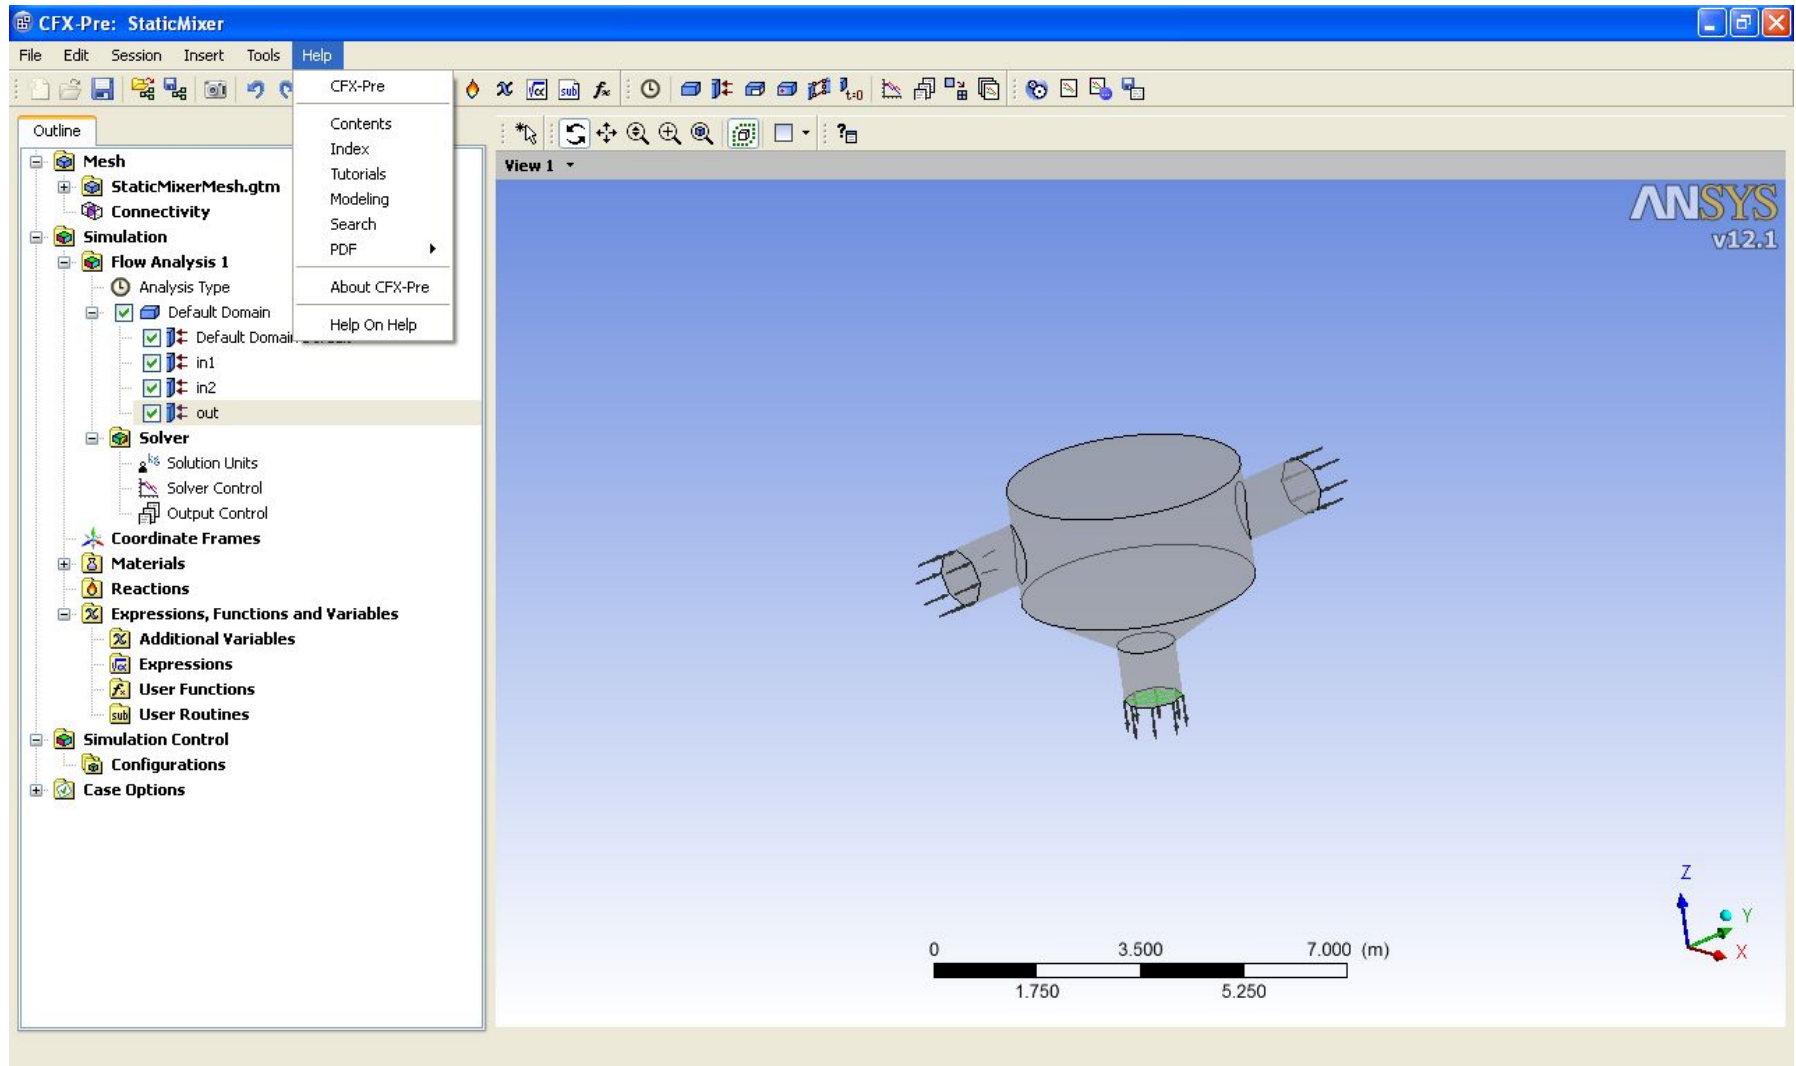 CFX-Pre: StaticMixer
File Edit Session Insert Tools Help
CFX-Pre
Contents
Index
Tutorials
Modeling
Search
PDF
About CFX-Pre
Help On Help
Outline
Mesh
StaticMixerMesh.gtm
Connectivity
Simulation
Flow Analysis 1
Analysis Type
Default Domain
Default Domain
in1
in2
out
Solver
Solution Units
Solver Control
Output Control
Coordinate Frames
Materials
Reactions
Expressions, Functions and Variables
Additional Variables
Expressions
User Functions
User Routines
Simulation Control
Configurations
Case Options
View 1
ANSYS
v12.1
Z
Y
X
0 3.500 7.000 (m)
1.750 5.250